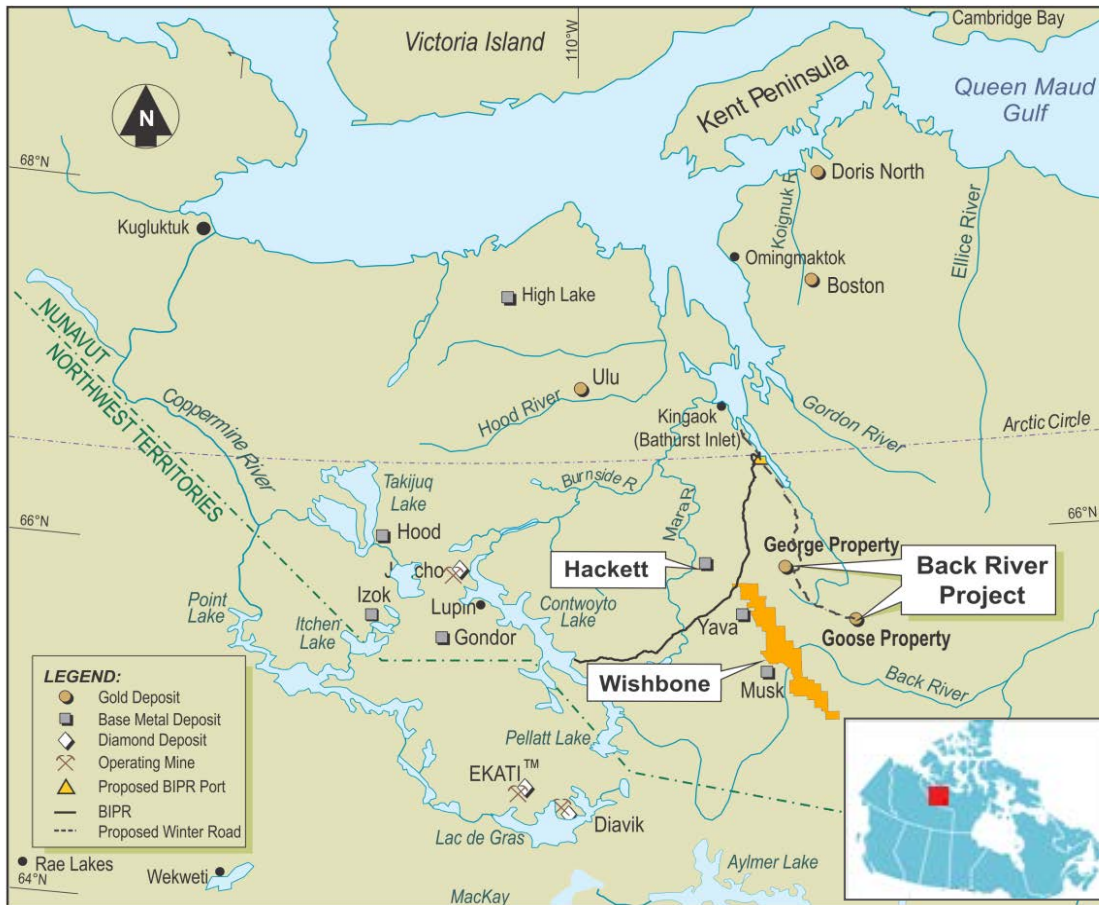 Cambridge Bay
Victoria Island
110°W
Kent Peninsula
Queen Maud
Gulf
N
68°N
Doris North
Koignuk R
Ellice River
Kugluktuk
Omingmaktok
Boston
High Lake
NUNAVUT
NORTHWEST TERRITORIES
Coppermine River
Ulu
Hood River
Kingaok
(Bathurst Inlet)
Gordon River
Arctic Circle
Takijuq
Lake
Burnside R.
Mara R.
66°N
66°N
Hood
George Property
Back River
Project
Hackett
Izok
Lupin
Contwoyto
Lake
Point
Lake
Itchen
Lake
Gondor
Yava
Goose Property
Wishbone
Musk
Back River
LEGEND:
Gold Deposit
Base Metal Deposit
Diamond Deposit
Operating Mine
Proposed BIPR Port
BIPR
Proposed Winter Road
Pellatt Lake
EKATI™
Diavik
Lac de Gras
Rae Lakes
64°N
Wekweti
Aylmer Lake
MacKay